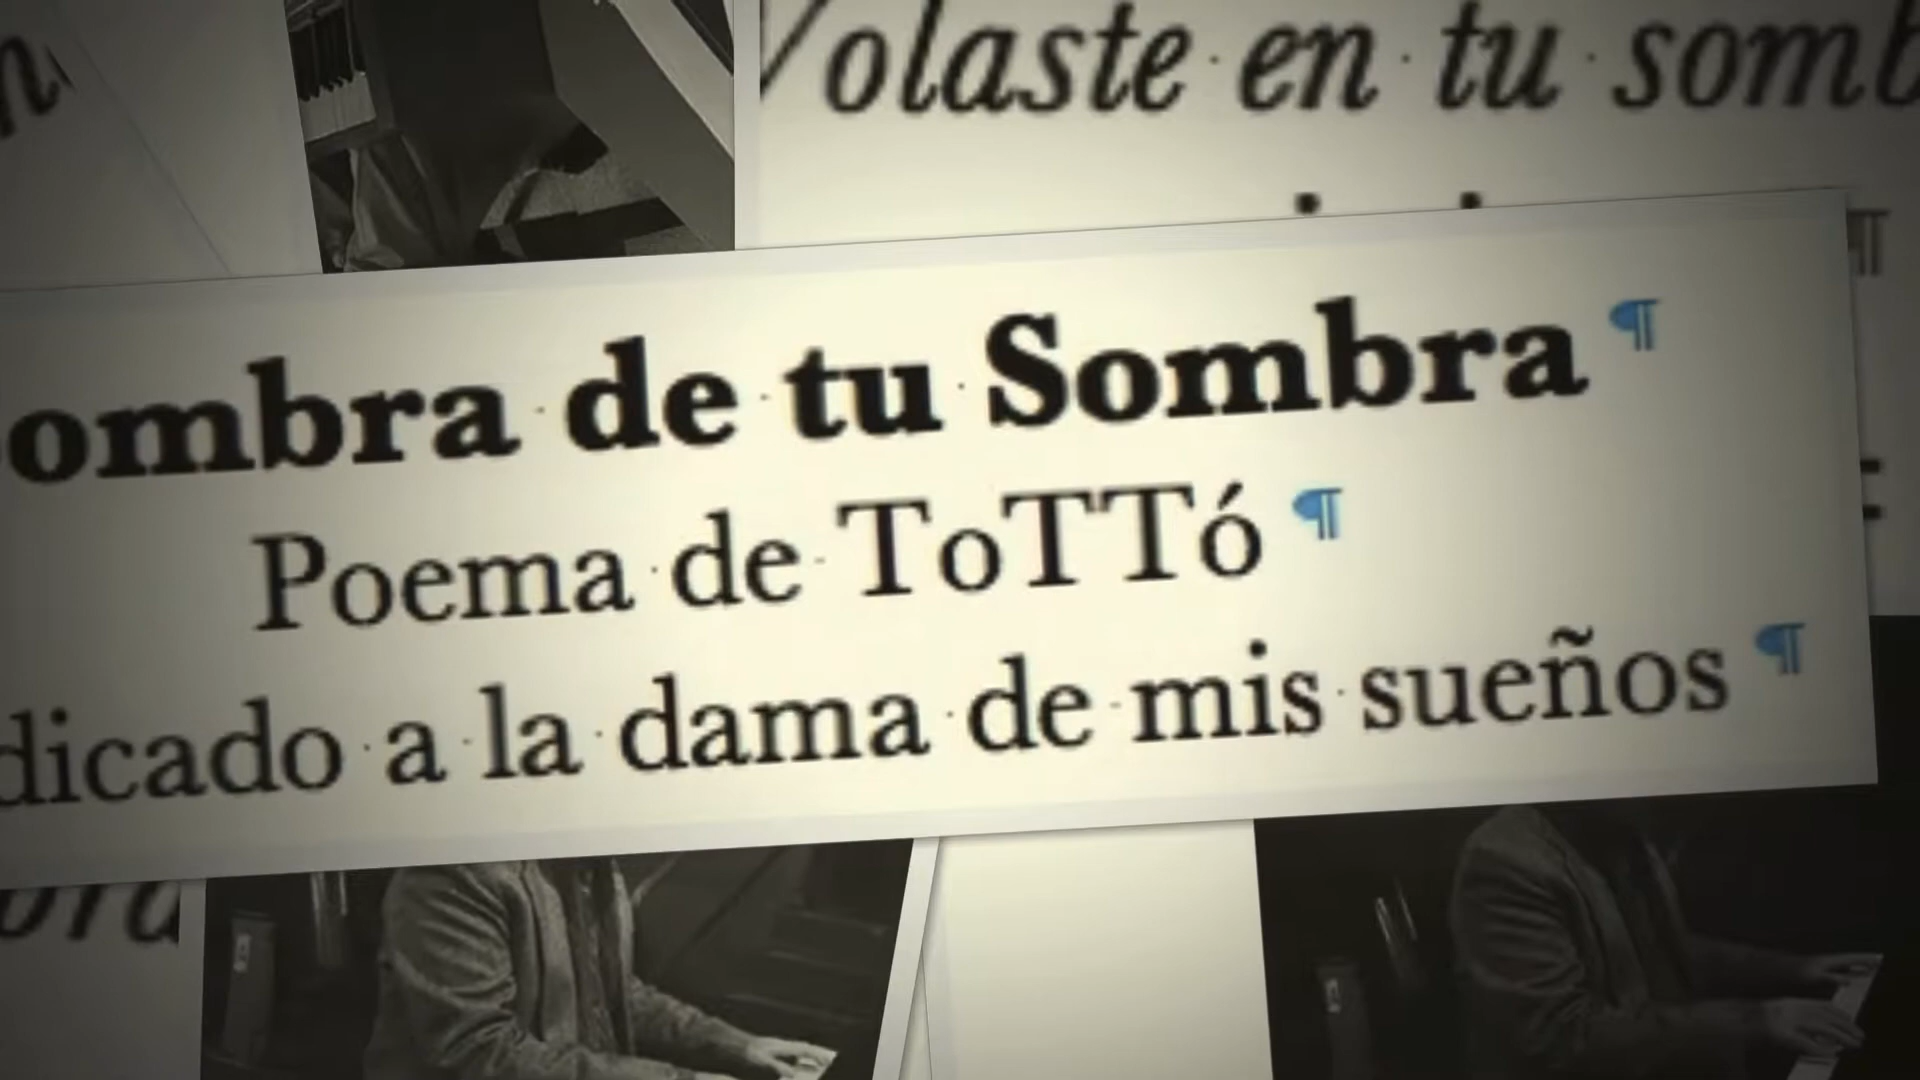 Volaste en tu somb
ombra de tu Sombra ¶
Poema de ToTTó ¶
dicado a la dama de mis sueños ¶